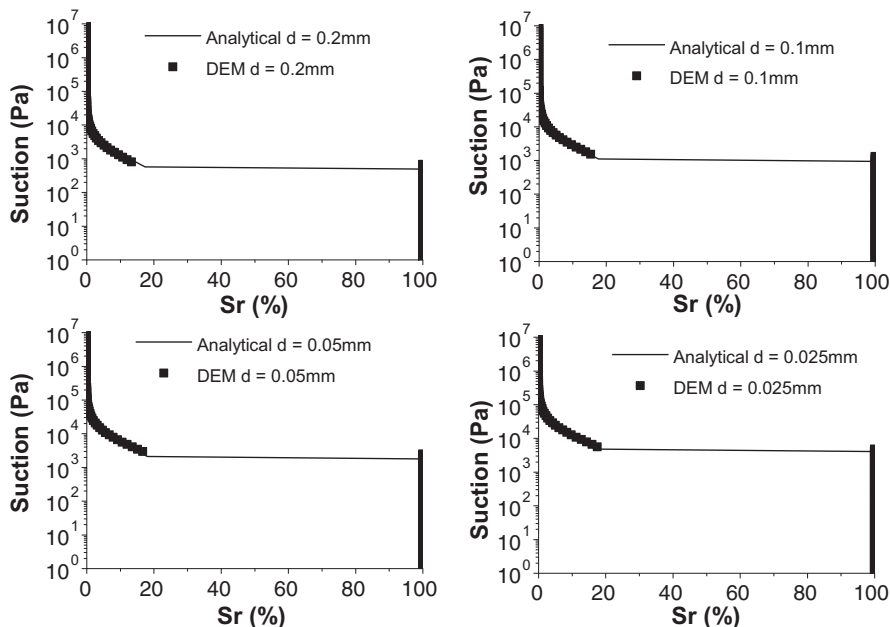 Analytical d = 0.2mm
DEM d = 0.2mm
Suction (Pa)
10^7
10^6
10^5
10^4
10^3
10^2
10^1
10^0
0 20 40 60 80 100
Sr (%)
Analytical d = 0.1mm
DEM d = 0.1mm
Suction (Pa)
10^7
10^6
10^5
10^4
10^3
10^2
10^1
10^0
0 20 40 60 80 100
Sr (%)
Analytical d = 0.05mm
DEM d = 0.05mm
Suction (Pa)
10^7
10^6
10^5
10^4
10^3
10^2
10^1
10^0
0 20 40 60 80 100
Sr (%)
Analytical d = 0.025mm
DEM d = 0.025mm
Suction (Pa)
10^7
10^6
10^5
10^4
10^3
10^2
10^1
10^0
0 20 40 60 80 100
Sr (%)